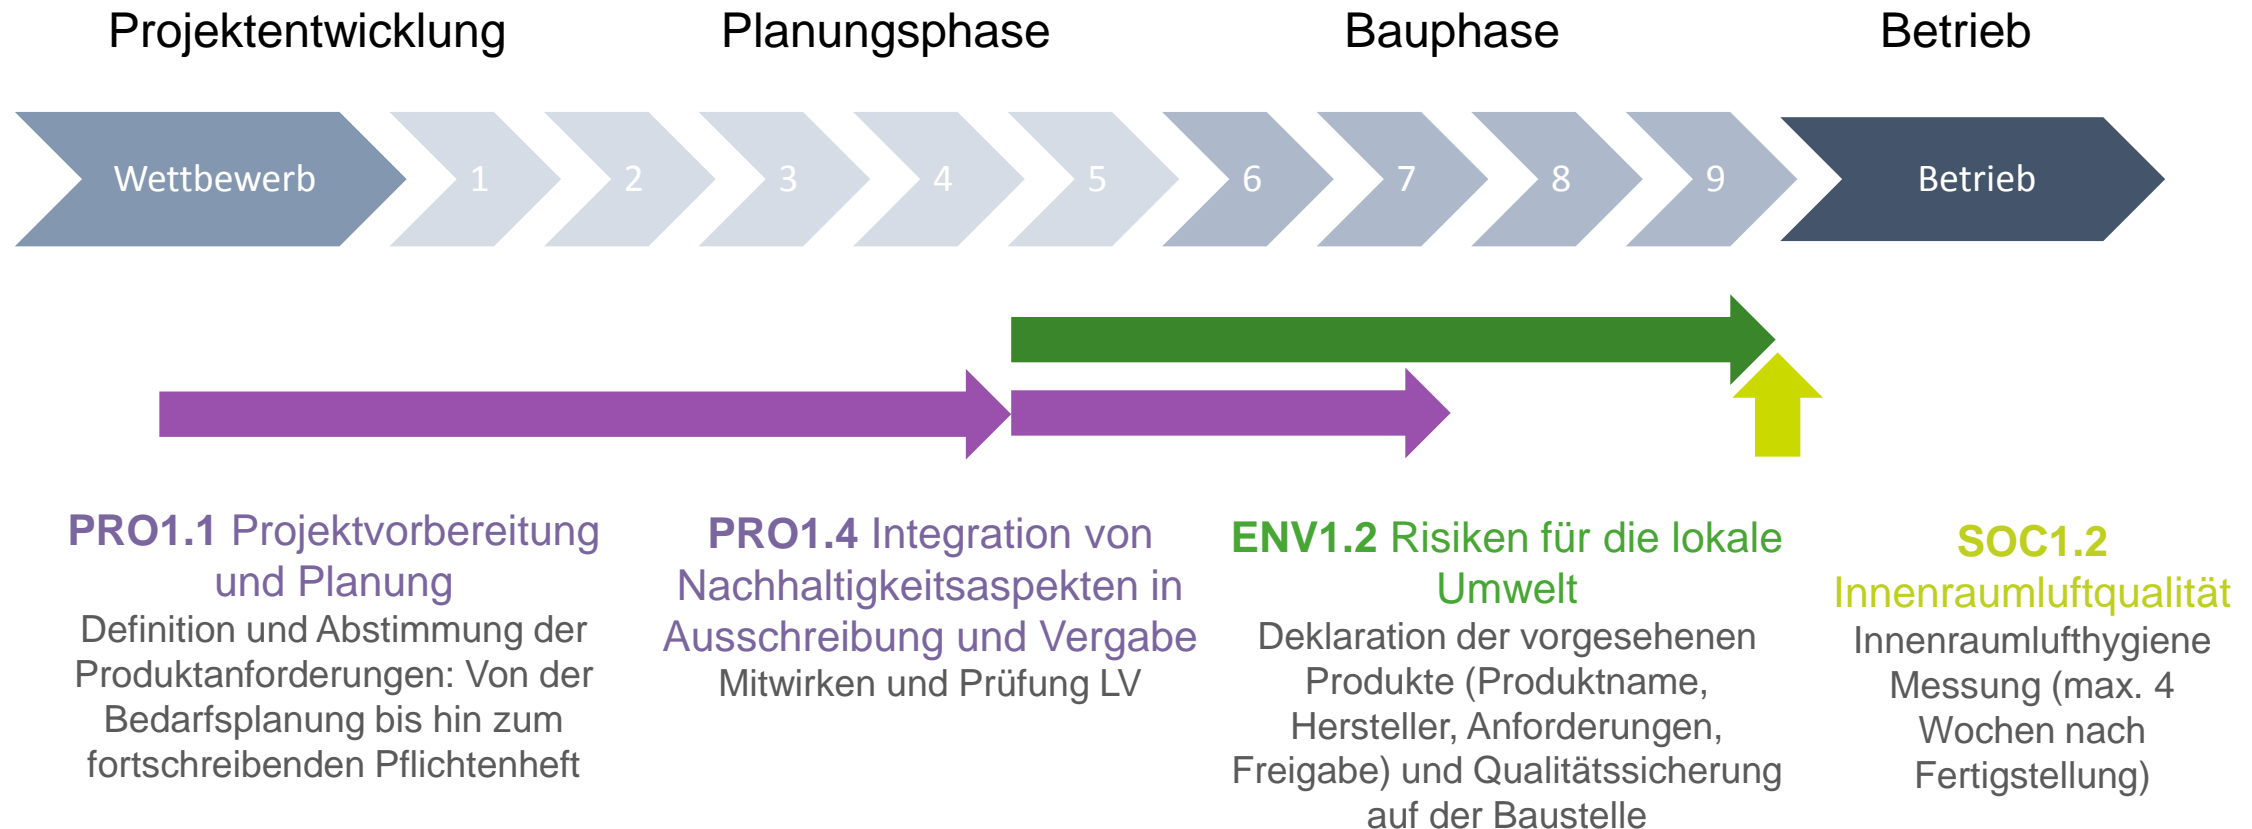 Projektentwicklung
Planungsphase
Bauphase
Betrieb
Wettbewerb
1
2
3
4
5
6
7
8
9
Betrieb
PRO1.1 Projektvorbereitung
und Planung
Definition und Abstimmung der
Produktanforderungen: Von der
Bedarfsplanung bis hin zum
fortschreibenden Pflichtenheft
PRO1.4 Integration von
Nachhaltigkeitsaspekten in
Ausschreibung und Vergabe
Mitwirken und Prüfung LV
ENV1.2 Risiken für die lokale
Umwelt
Deklaration der vorgesehenen
Produkte (Produktname,
Hersteller, Anforderungen,
Freigabe) und Qualitätssicherung
auf der Baustelle
SOC1.2
Innenraumluftqualität
Innenraumlufthygiene
Messung (max. 4
Wochen nach
Fertigstellung)